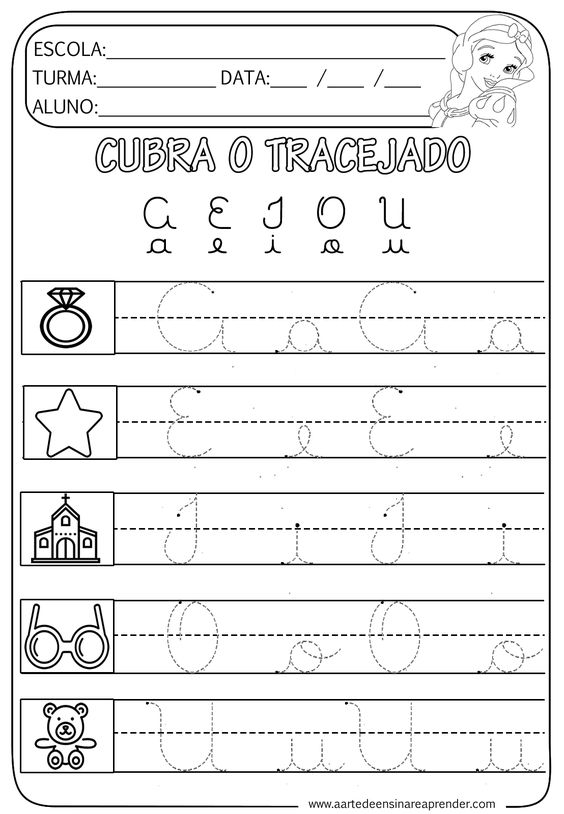 ESCOLA:
TURMA: DATA: / /
ALUNO:
CUBRA O TRACEJADO
A E I O U
a e i o u
A a A a
E e E e
I i I i
O o O o
U u U u
www.aartedeensinareaprender.com